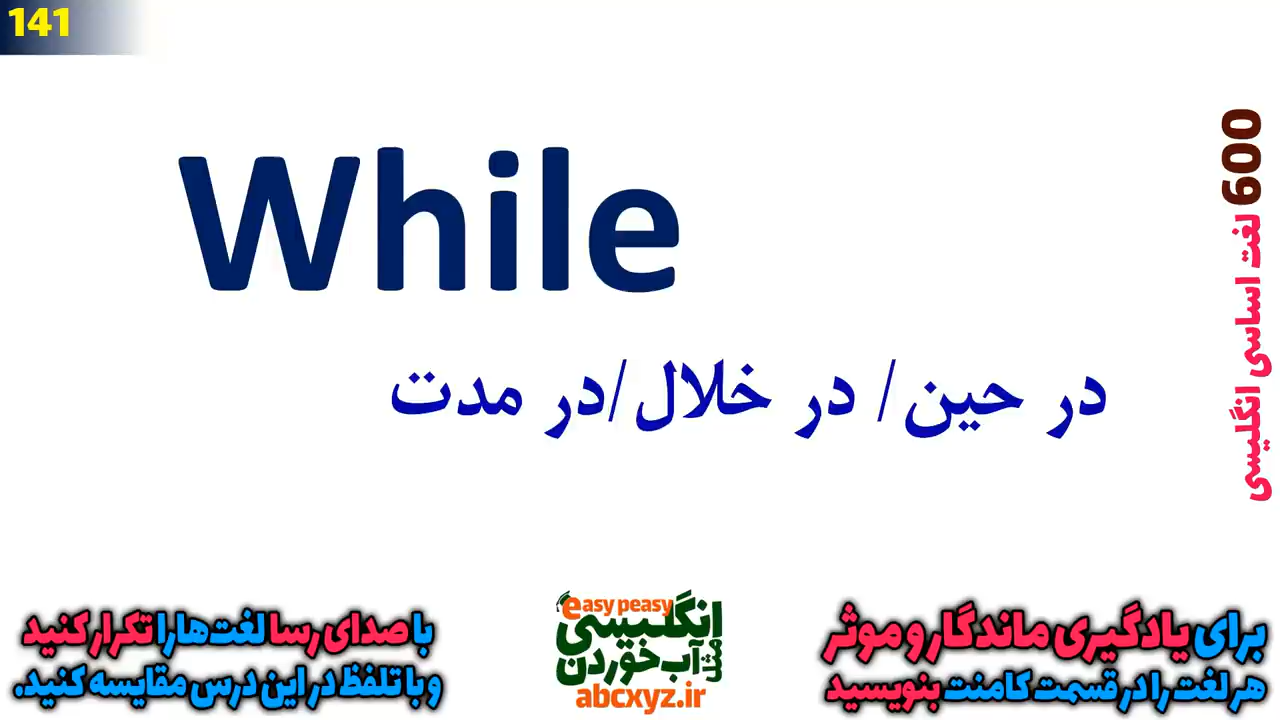 141
While
در حین/ در خلال/در مدت
600 لغت اساسی انگلیسی
با صدای رسا لغت‌ها را تکرار کنید
و با تلفظ در این درس مقایسه کنید.
easy peasy
انگلیسی
مثل آب خوردن
abcxyz.ir
برای یادگیری ماندگار و موثر
هر لغت را در قسمت کامنت بنویسید